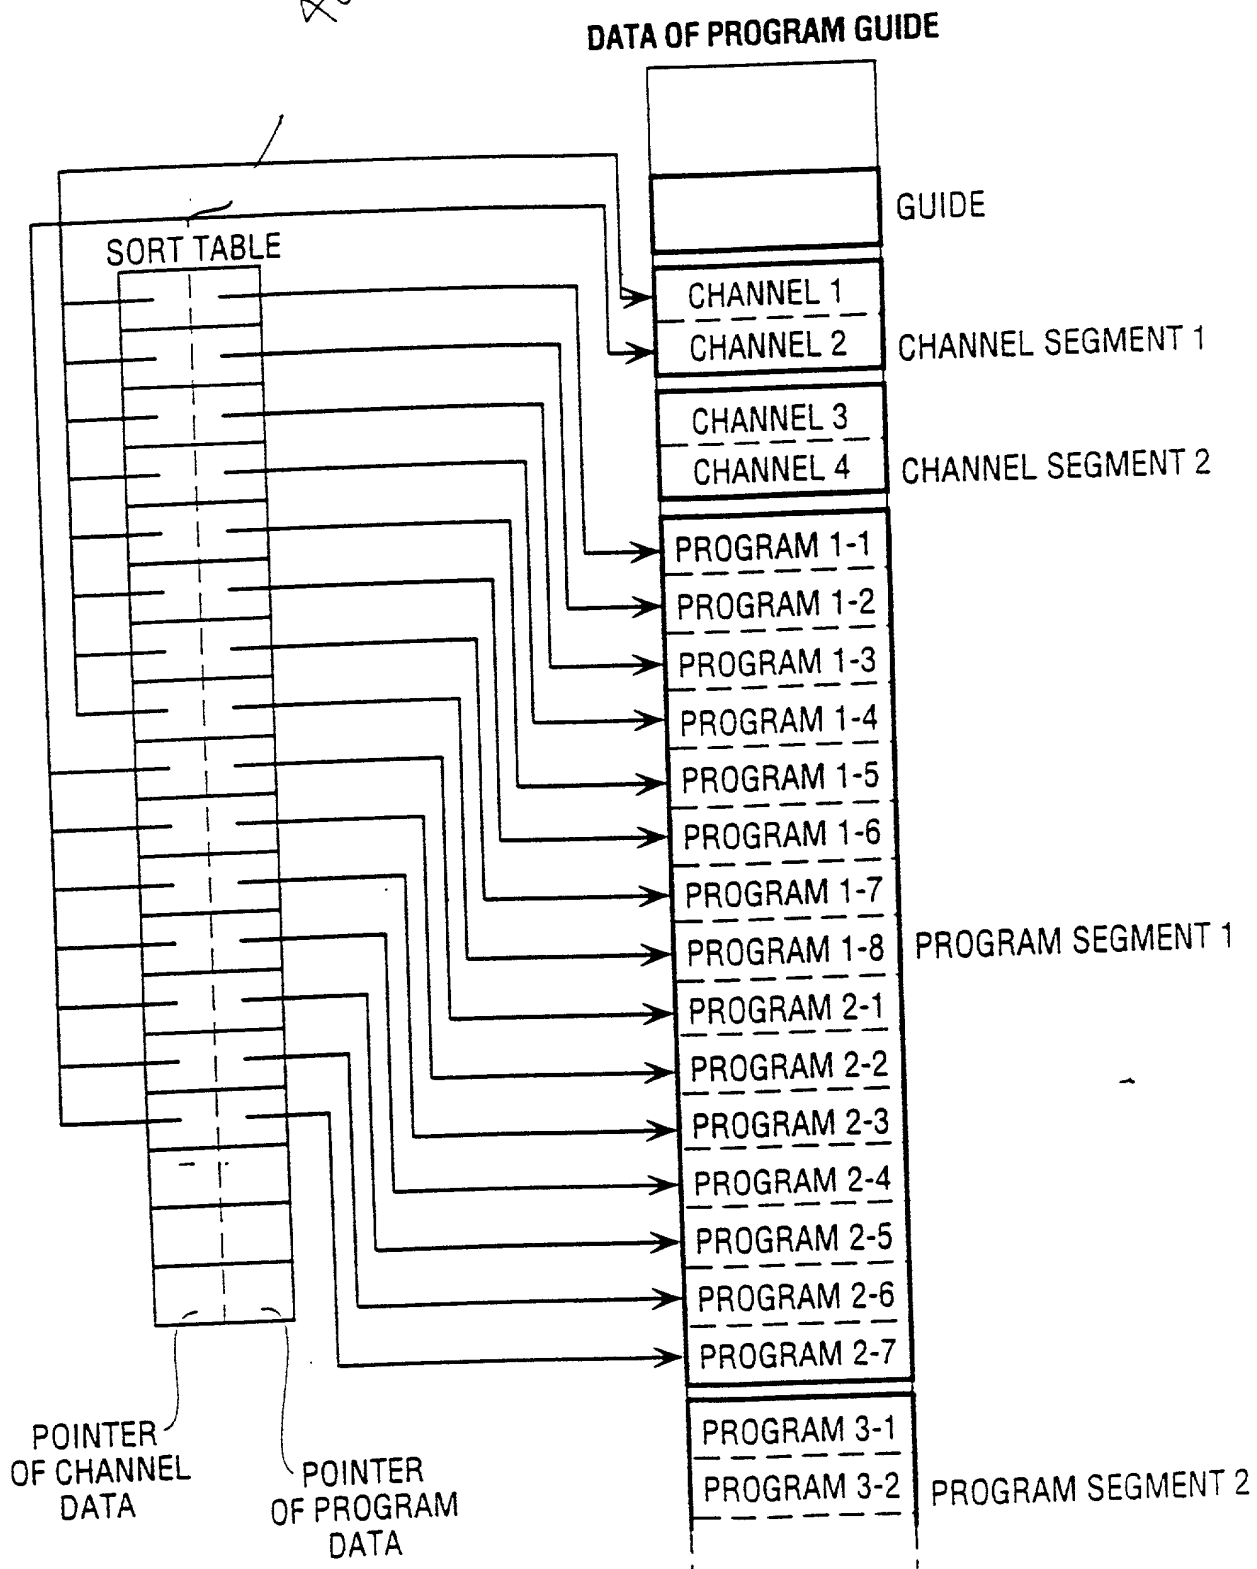 DATA OF PROGRAM GUIDE
GUIDE
SORT TABLE
CHANNEL 1
CHANNEL 2
CHANNEL SEGMENT 1
CHANNEL 3
CHANNEL 4
CHANNEL SEGMENT 2
PROGRAM 1-1
PROGRAM 1-2
PROGRAM 1-3
PROGRAM 1-4
PROGRAM 1-5
PROGRAM 1-6
PROGRAM 1-7
PROGRAM 1-8
PROGRAM SEGMENT 1
PROGRAM 2-1
PROGRAM 2-2
PROGRAM 2-3
PROGRAM 2-4
PROGRAM 2-5
PROGRAM 2-6
PROGRAM 2-7
PROGRAM 3-1
PROGRAM 3-2
PROGRAM SEGMENT 2
POINTER
OF CHANNEL
DATA
POINTER
OF PROGRAM
DATA